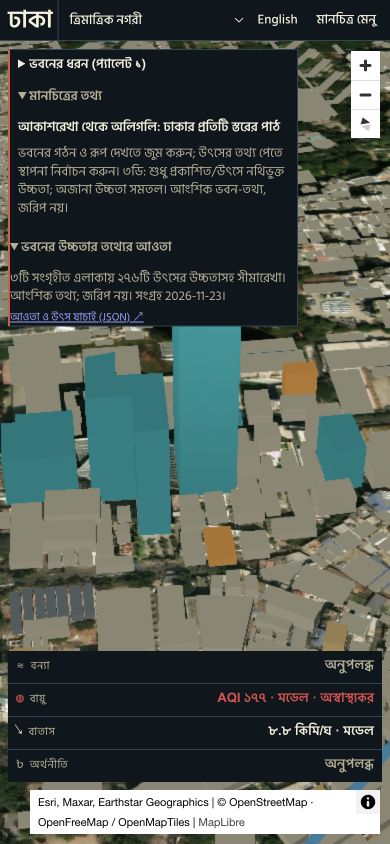 ঢাকা ত্রিমাত্রিক নগরী English মানচিত্র মেনু
▶ ভবনের ধরন (প্যালেট ১)
▼ মানচিত্রের তথ্য
আকাশরেখা থেকে অলিগলি: ঢাকার প্রতিটি স্তরের পাঠ
ভবনের গঠন ও রূপ দেখতে জুম করুন; উৎসের তথ্য পেতে
স্থাপনা নির্বাচন করুন। ৩ডি: শুধু প্রকাশিত/উৎসে নথিভুক্ত
উচ্চতা; অজানা উচ্চতা সমতল। আংশিক ভবন-তথ্য,
জরিপ নয়।
▼ ভবনের উচ্চতার তথ্যের আওতা
৩টি সংগৃহীত এলাকায় ২৭৬টি উৎসের উচ্চতাসহ সীমারেখা।
আংশিক তথ্য; জরিপ নয়। সংগ্রহ 2026-11-23।
আওতা ও উৎস যাচাই (JSON) ↗
≈ বন্যা অনুপলব্ধ
বায়ু AQI ১৭৭ · মডেল · অস্বাস্থ্যকর
বাতাস ৮.৮ কিমি/ঘ · মডেল
৳ অর্থনীতি অনুপলব্ধ
Esri, Maxar, Earthstar Geographics | © OpenStreetMap ·
OpenFreeMap / OpenMapTiles | MapLibre